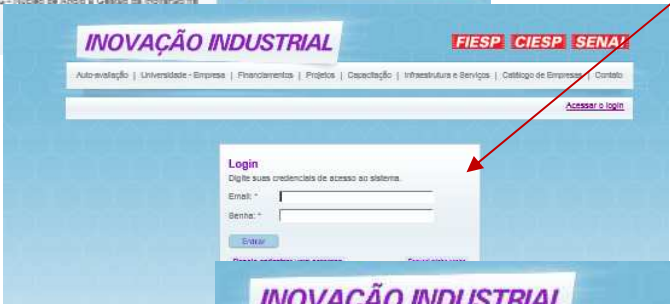 INOVAÇÃO INDUSTRIAL
FIESP CIESP SENAI
Auto-avaliação | Universidade - Empresa | Financiamentos | Projetos | Capacitação | Infraestrutura e Serviços | Catálogo de Empresas | Contato
Acessar o login
Login
Digite suas credenciais de acesso ao sistema.
Email: *
Senha: *
Entrar
INOVAÇÃO INDUSTRIAL